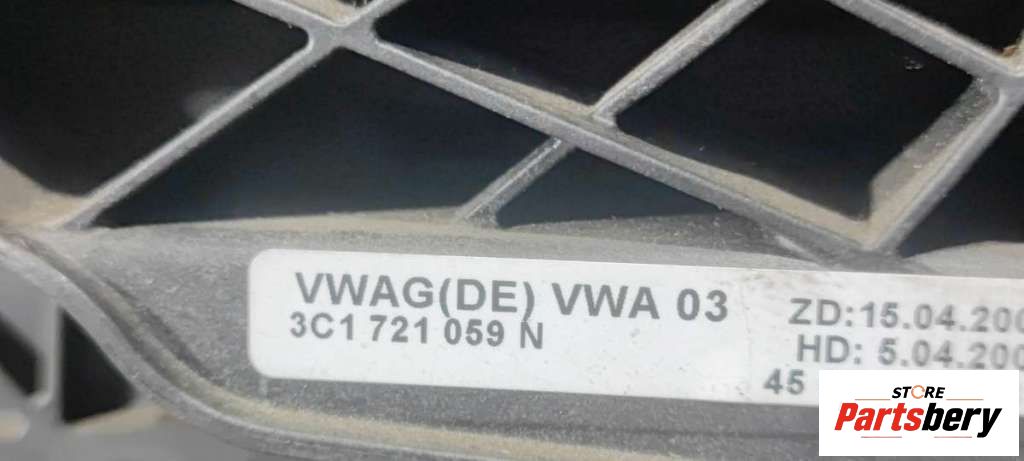 VWAG(DE) VWA 03
3C1 721 059 N
ZD:15.04.200
HD: 5.04.200
45
STORE
Partsbery